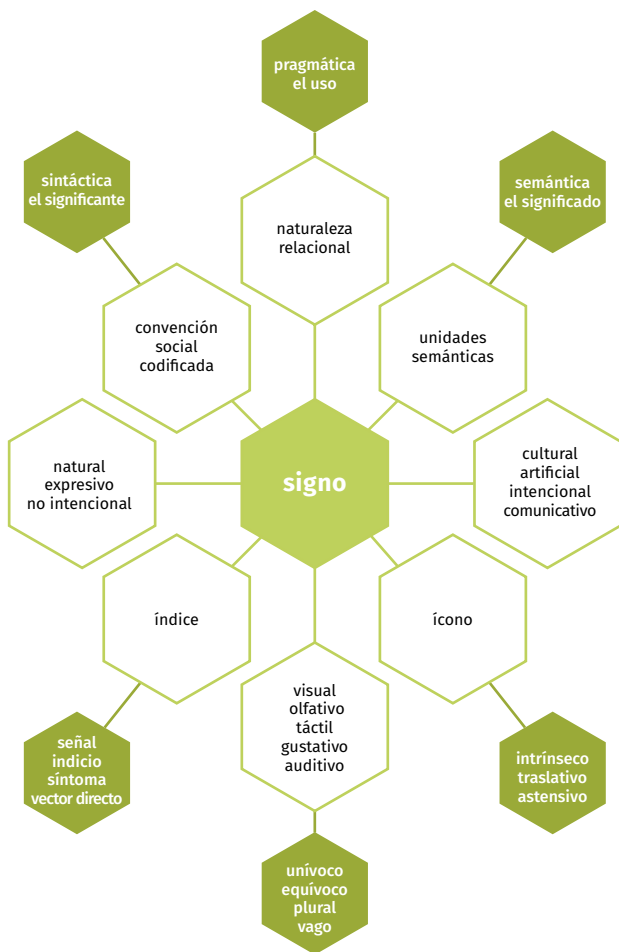 pragmática
el uso
sintáctica
el significante
semántica
el significado
naturaleza
relacional
convención
social
codificada
unidades
semánticas
natural
expresivo
no intencional
signo
cultural
artificial
intencional
comunicativo
índice
ícono
visual
olfativo
táctil
gustativo
auditivo
señal
indicio
síntoma
vector directo
intrínseco
traslativo
astensivo
unívoco
equívoco
plural
vago